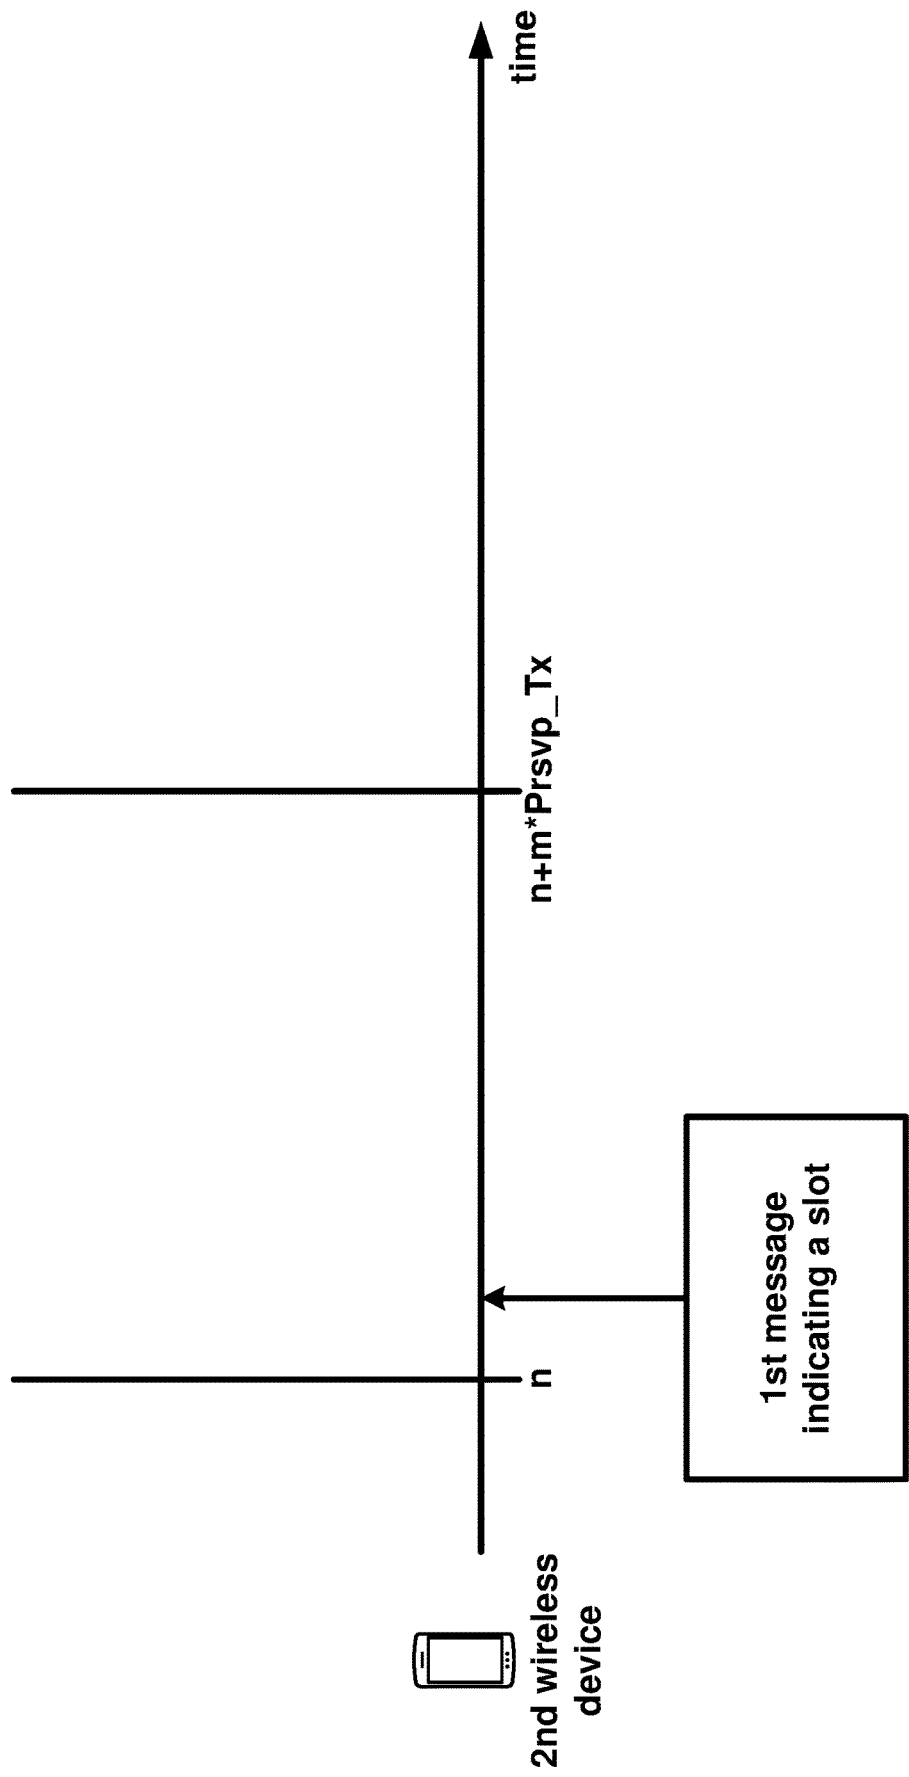 2nd wireless
device
n
1st message
indicating a slot
n+m*Prsvp_Tx
time